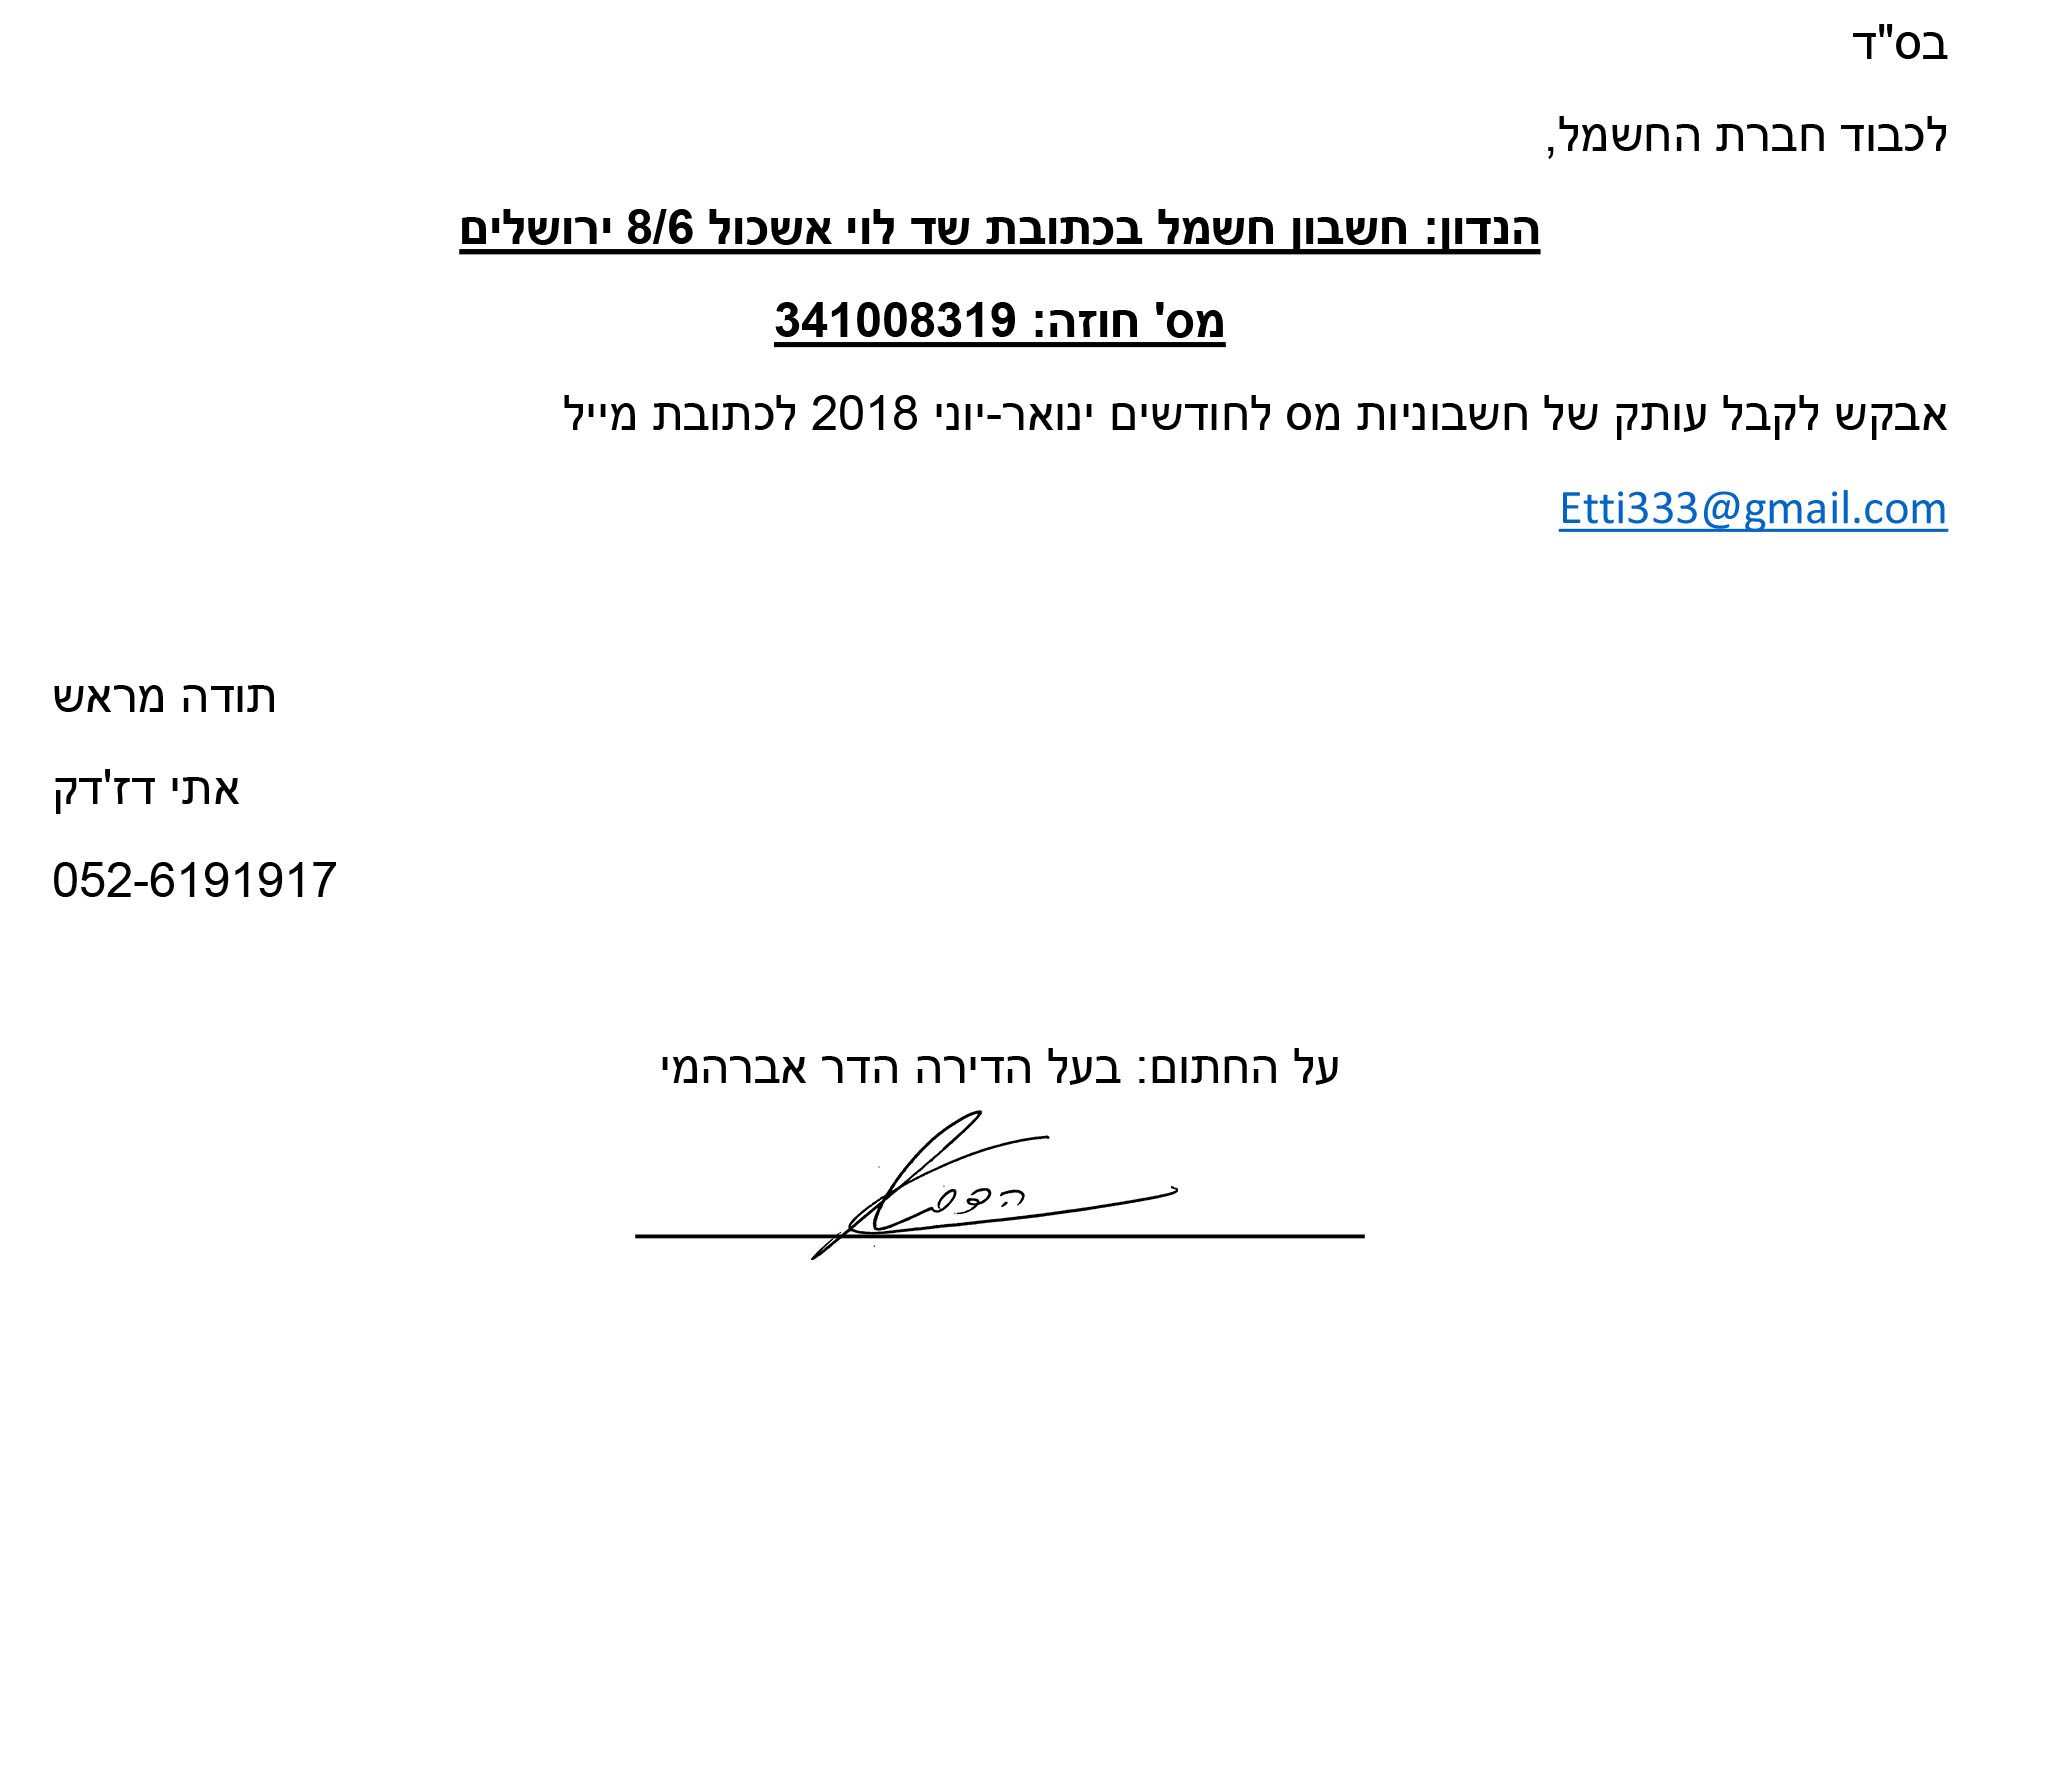 בס"ד
לכבוד חברת החשמל,
הנדון: חשבון חשמל בכתובת שד לוי אשכול 8/6 ירושלים
מס' חוזה: 341008319
אבקש לקבל עותק של חשבוניות מס לחודשים ינואר-יוני 2018 לכתובת מייל
Etti333@gmail.com
תודה מראש
אתי דז'דק
052-6191917
על החתום: בעל הדירה הדר אברהמי
הדר